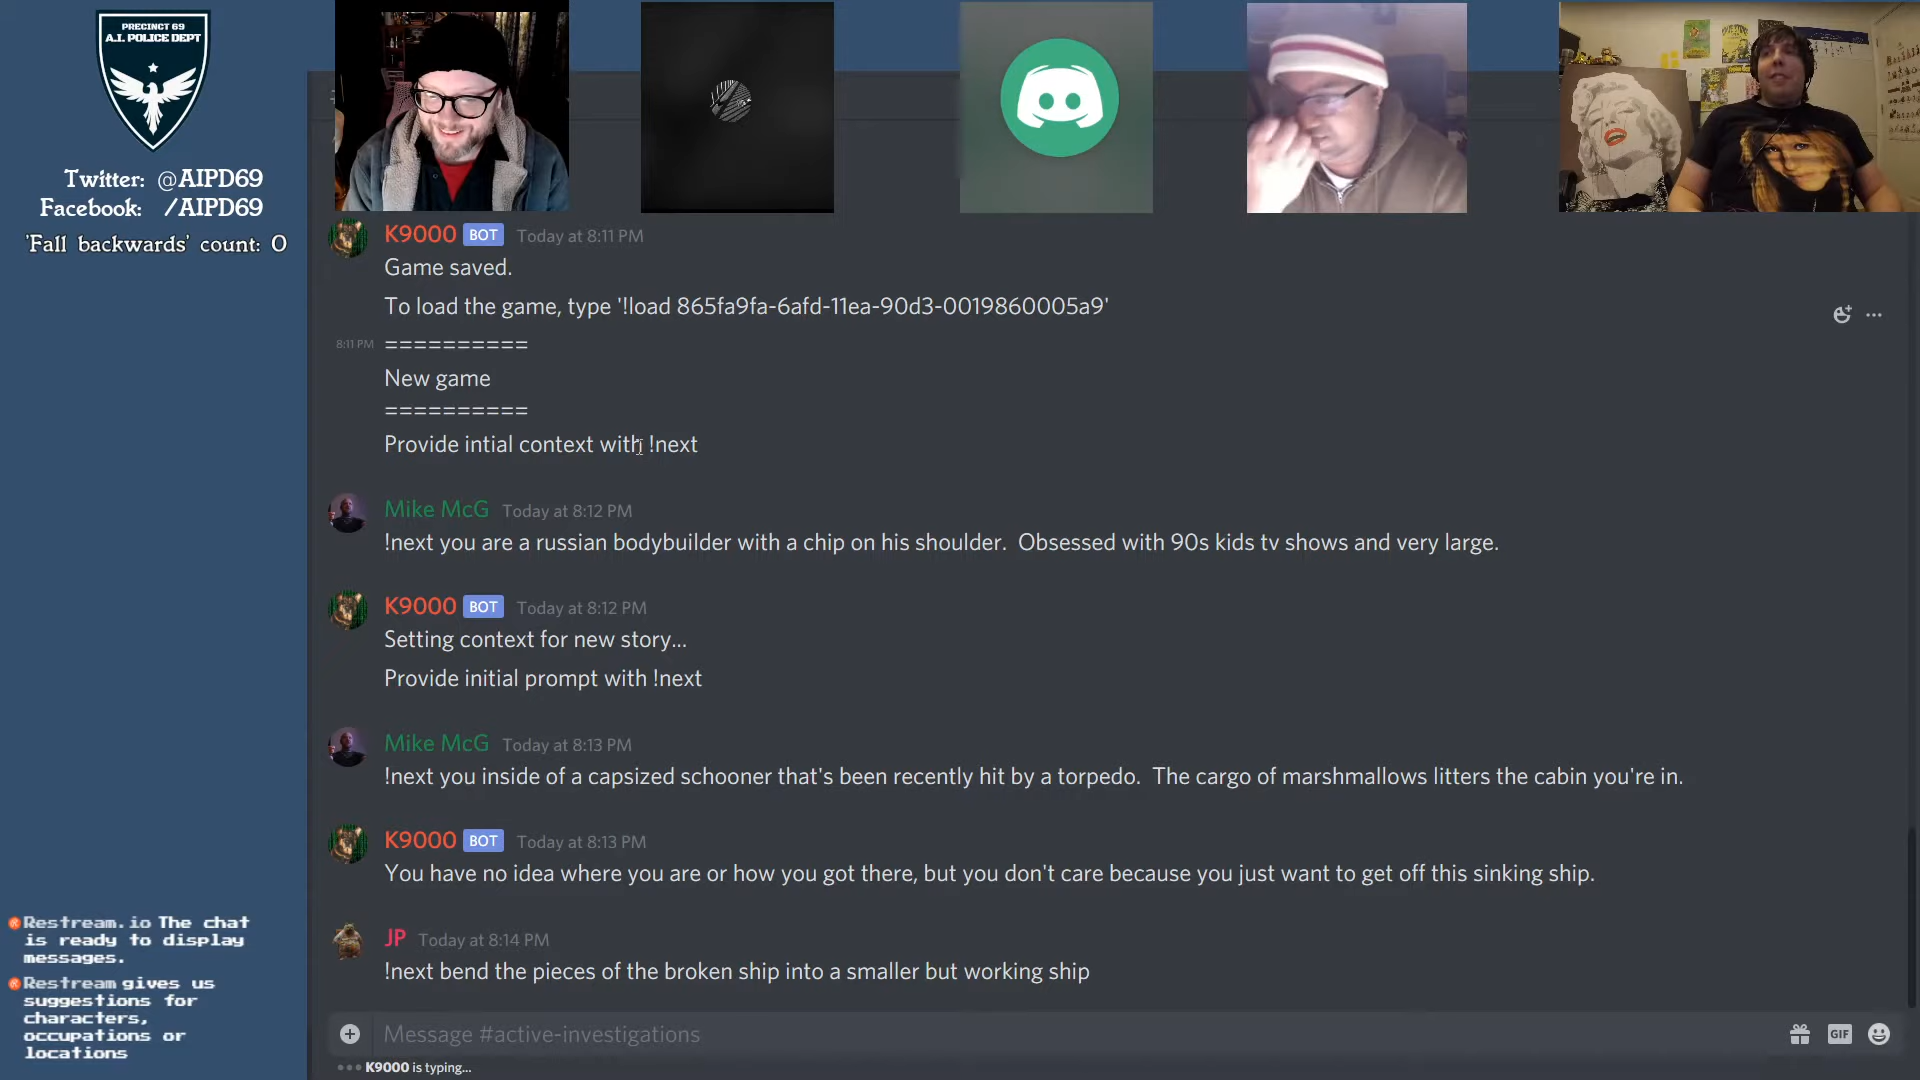 PRECINCT 69
A.I. POLICE DEPT
Twitter: @AIPD69
Facebook: /AIPD69
'Fall backwards' count: 0
K9000 BOT Today at 8:11 PM
Game saved.
To load the game, type '!load 865fa9fa-6afd-11ea-90d3-0019860005a9'
8:11 PM ==========
New game
==========
Provide intial context with !next
Mike McG Today at 8:12 PM
!next you are a russian bodybuilder with a chip on his shoulder.  Obsessed with 90s kids tv shows and very large.
K9000 BOT Today at 8:12 PM
Setting context for new story...
Provide initial prompt with !next
Mike McG Today at 8:13 PM
!next you inside of a capsized schooner that's been recently hit by a torpedo.  The cargo of marshmallows litters the cabin you're in.
K9000 BOT Today at 8:13 PM
You have no idea where you are or how you got there, but you don't care because you just want to get off this sinking ship.
JP Today at 8:14 PM
!next bend the pieces of the broken ship into a smaller but working ship
Message #active-investigations
GIF
K9000 is typing...
Restream.io The chat
is ready to display
messages.
Restream gives us
suggestions for
characters,
occupations or
locations